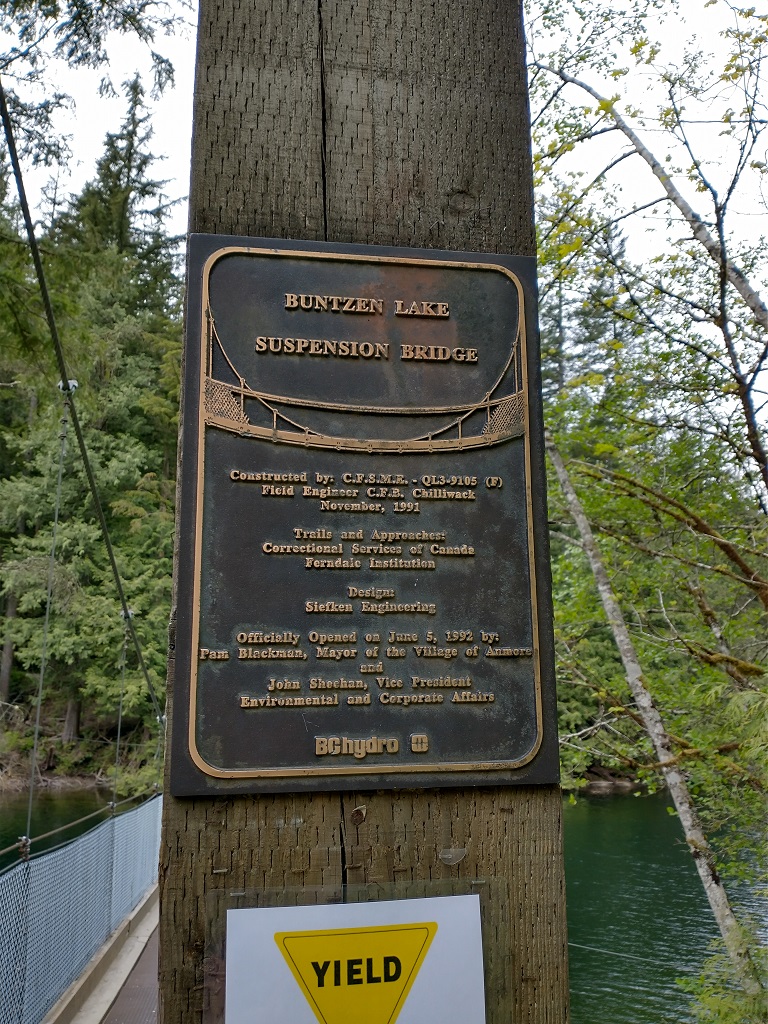 BUNTZEN LAKE
SUSPENSION BRIDGE
Constructed by: C.F.S.M.E. - QL3-9105 (F)
Field Engineer C.F.B. Chilliwack
November, 1991
Trails and Approaches:
Correctional Services of Canada
Ferndale Institution
Design:
Siefken Engineering
Officially Opened on June 5, 1992 by:
Pam Blackman, Mayor of the Village of Anmore
and
John Sheehan, Vice President
Environmental and Corporate Affairs
BC hydro
YIELD